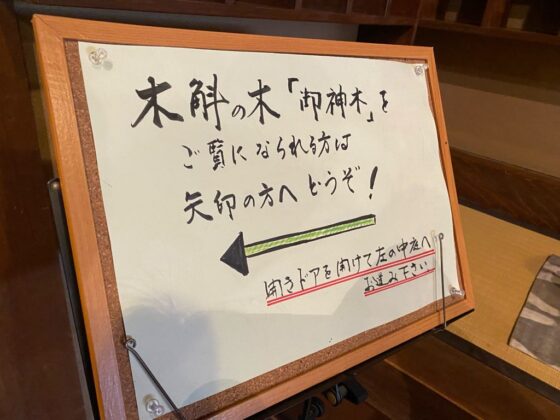 木斛の木「御神木」を
ご覧になられる方は
矢印の方へどうぞ!
開きドアを開けて左の中庭へ
お進み下さい